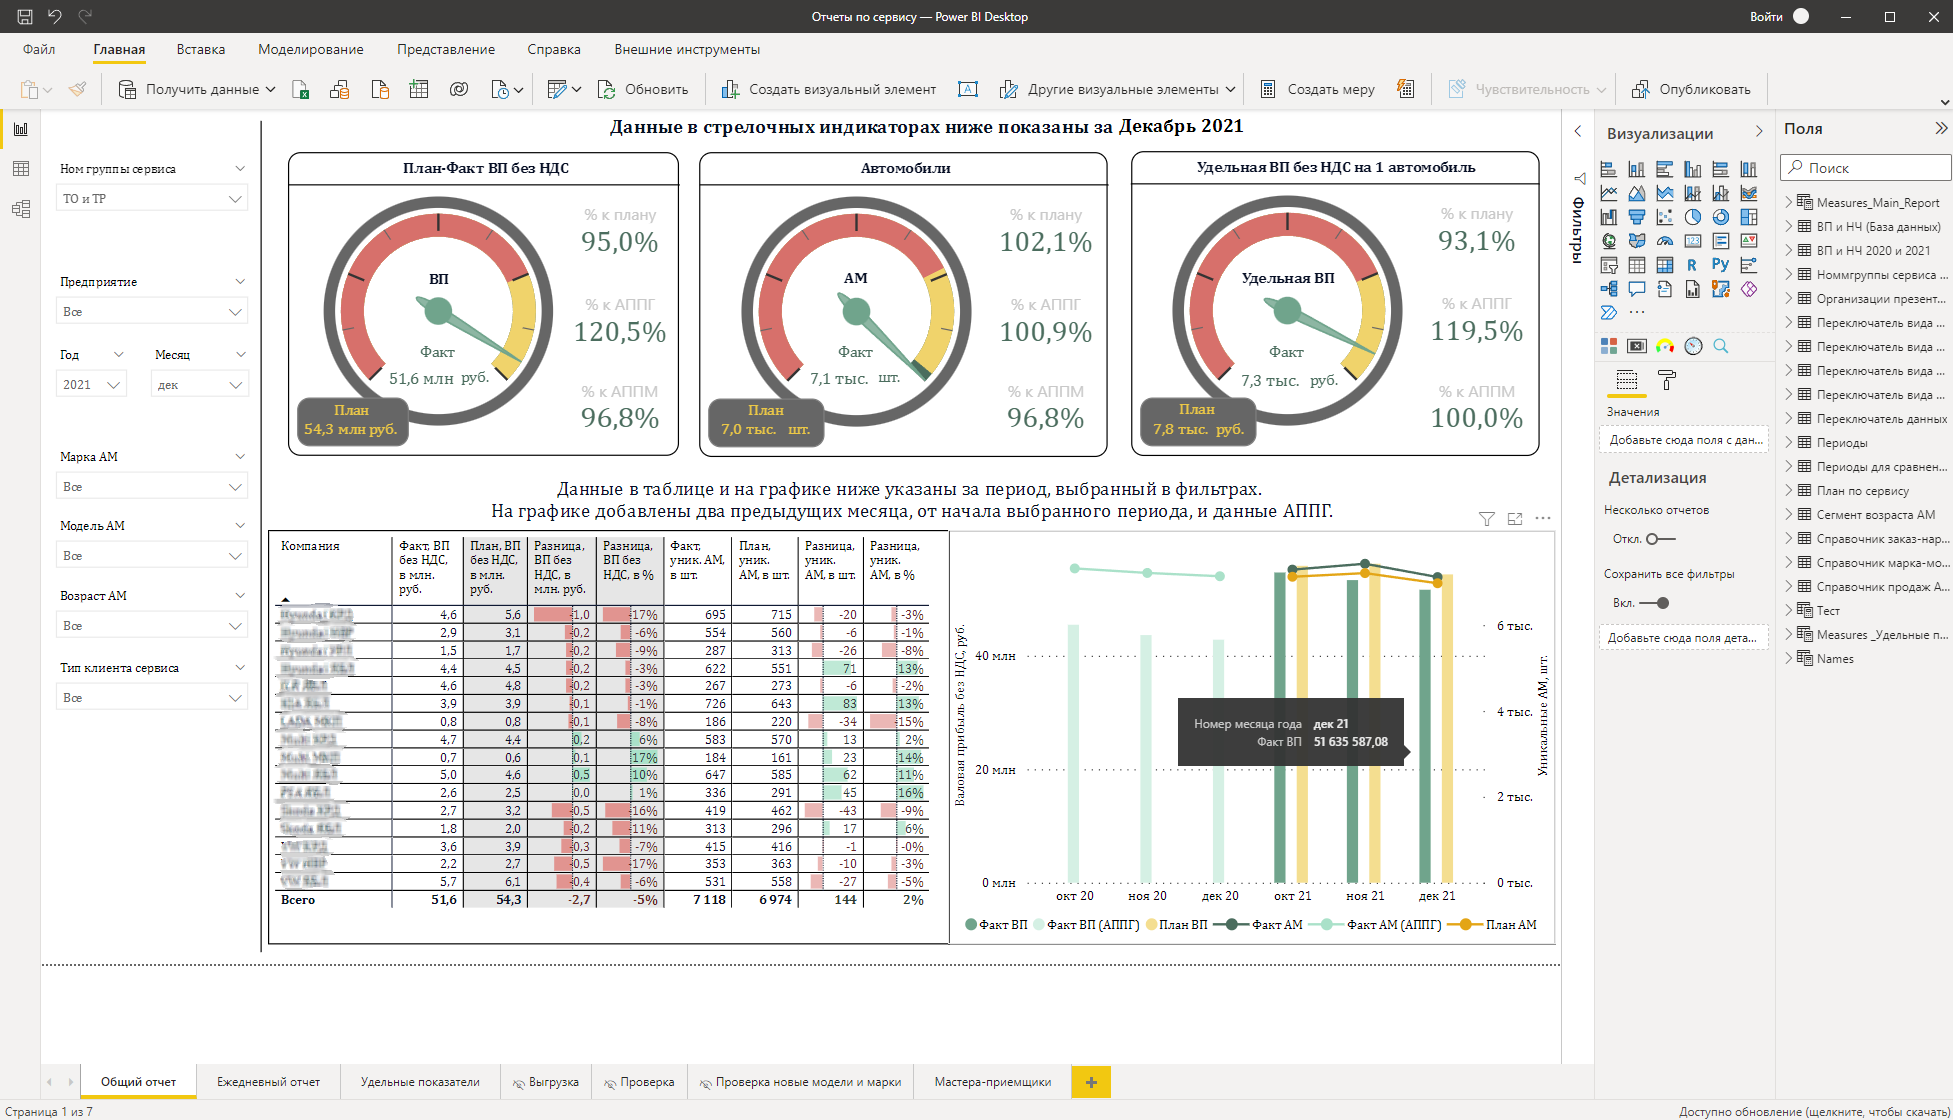 Отчеты по сервису — Power BI Desktop
Войти
Файл Главная Вставка Моделирование Представление Справка Внешние инструменты
Получить данные Обновить Создать визуальный элемент Другие визуальные элементы Создать меру Чувствительность Опубликовать
Данные в стрелочных индикаторах ниже показаны за Декабрь 2021
Ном группы сервиса
ТО и ТР
Предприятие
Все
Год Месяц
2021 дек
Марка АМ
Все
Модель АМ
Все
Возраст АМ
Все
Тип клиента сервиса
Все
План-Факт ВП без НДС
ВП
Факт
51,6 млн руб.
План
54,3 млн руб.
% к плану
95,0%
% к АППГ
120,5%
% к АППМ
96,8%
Автомобили
АМ
Факт
7,1 тыс. шт.
План
7,0 тыс. шт.
% к плану
102,1%
% к АППГ
100,9%
% к АППМ
96,8%
Удельная ВП без НДС на 1 автомобиль
Удельная ВП
Факт
7,3 тыс. руб.
План
7,8 тыс. руб.
% к плану
93,1%
% к АППГ
119,5%
% к АППМ
100,0%
Данные в таблице и на графике ниже указаны за период, выбранный в фильтрах.
На графике добавлены два предыдущих месяца, от начала выбранного периода, и данные АППГ.
Компания Факт, ВП План, ВП Разница, Разница, Факт, План, Разница, Разница,
без НДС, без НДС, ВП без ВП без уник. АМ, уник. уник. уник.
в млн. в млн. НДС, в НДС, в % в шт. АМ, в шт. АМ, в шт. АМ, в %
руб. руб. млн. руб.
4,6 5,6 -1,0 -17% 695 715 -20 -3%
2,9 3,1 -0,2 -6% 554 560 -6 -1%
1,5 1,7 -0,2 -9% 287 313 -26 -8%
4,4 4,5 -0,2 -3% 622 551 71 13%
4,6 4,8 -0,2 -3% 267 273 -6 -2%
3,9 3,9 -0,1 -1% 726 643 83 13%
0,8 0,8 -0,1 -8% 186 220 -34 -15%
4,7 4,4 0,2 6% 583 570 13 2%
0,7 0,6 0,1 17% 184 161 23 14%
5,0 4,6 0,5 10% 647 585 62 11%
2,6 2,5 0,0 1% 336 291 45 16%
2,7 3,2 -0,5 -16% 419 462 -43 -9%
1,8 2,0 -0,2 -11% 313 296 17 6%
3,6 3,9 -0,3 -7% 415 416 -1 -0%
2,2 2,7 -0,5 -17% 353 363 -10 -3%
5,7 6,1 -0,4 -6% 531 558 -27 -5%
Всего 51,6 54,3 -2,7 -5% 7 118 6 974 144 2%
Валовая прибыль без НДС, руб.
40 млн
20 млн
0 млн
6 тыс.
4 тыс.
2 тыс.
0 тыс.
Уникальные АМ, шт.
Номер месяца года дек 21
Факт ВП 51 635 587,08
окт 20 ноя 20 дек 20 окт 21 ноя 21 дек 21
Факт ВП Факт ВП (АППГ) План ВП Факт АМ Факт АМ (АППГ) План АМ
Фильтры
Визуализации
R Py
123
Значения
Добавьте сюда поля с дан...
Детализация
Несколько отчетов
Откл.
Сохранить все фильтры
Вкл.
Добавьте сюда поля дета...
Поля
Поиск
Measures_Main_Report
ВП и НЧ (База данных)
ВП и НЧ 2020 и 2021
Номмгруппы сервиса ...
Организации презент...
Переключатель вида ...
Переключатель вида ...
Переключатель вида ...
Переключатель вида ...
Переключатель данных
Периоды
Периоды для сравнен...
План по сервису
Сегмент возраста АМ
Справочник заказ-нар...
Справочник марка-мо...
Справочник продаж А...
Тест
Measures _Удельные п...
Names
Общий отчет Ежедневный отчет Удельные показатели Выгрузка Проверка Проверка новые модели и марки Мастера-приемщики +
Страница 1 из 7
Доступно обновление (щелкните, чтобы скачать)